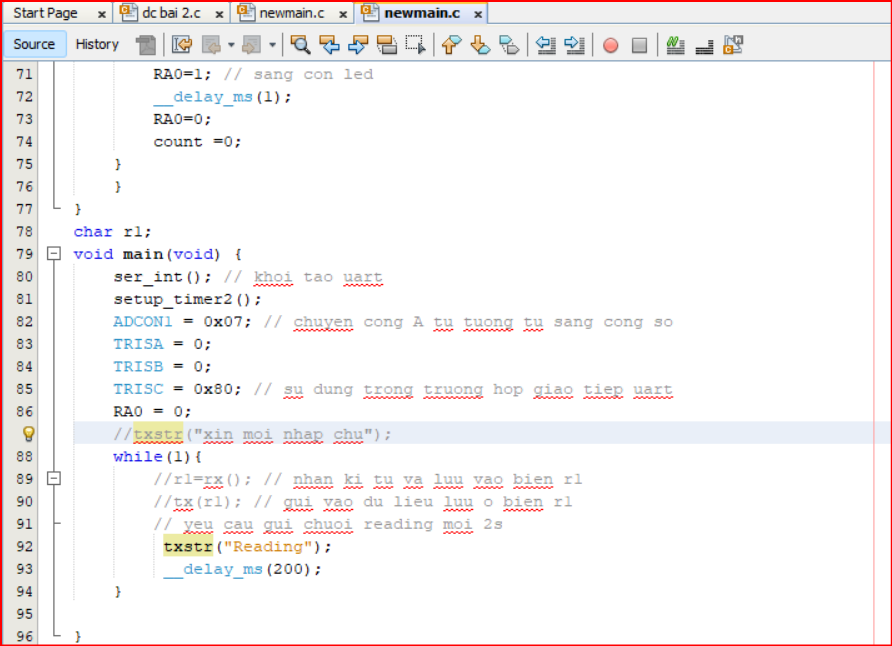 Start Page x dc bai 2.c x newmain.c x newmain.c x
Source History
71 RA0=1; // sang con led
72 __delay_ms(1);
73 RA0=0;
74 count =0;
75 }
76 }
77 }
78 char r1;
79 void main(void) {
80 ser_int(); // khoi tao uart
81 setup_timer2();
82 ADCON1 = 0x07; // chuyen cong A tu tuong tu sang cong so
83 TRISA = 0;
84 TRISB = 0;
85 TRISC = 0x80; // su dung trong truong hop giao tiep uart
86 RA0 = 0;
//txstr("xin moi nhap chu");
88 while(1){
89 //r1=rx(); // nhan ki tu va luu vao bien r1
90 //tx(r1); // gui vao du lieu luu o bien r1
91 // yeu cau gui chuoi reading moi 2s
92 txstr("Reading");
93 __delay_ms(200);
94 }
95
96 }